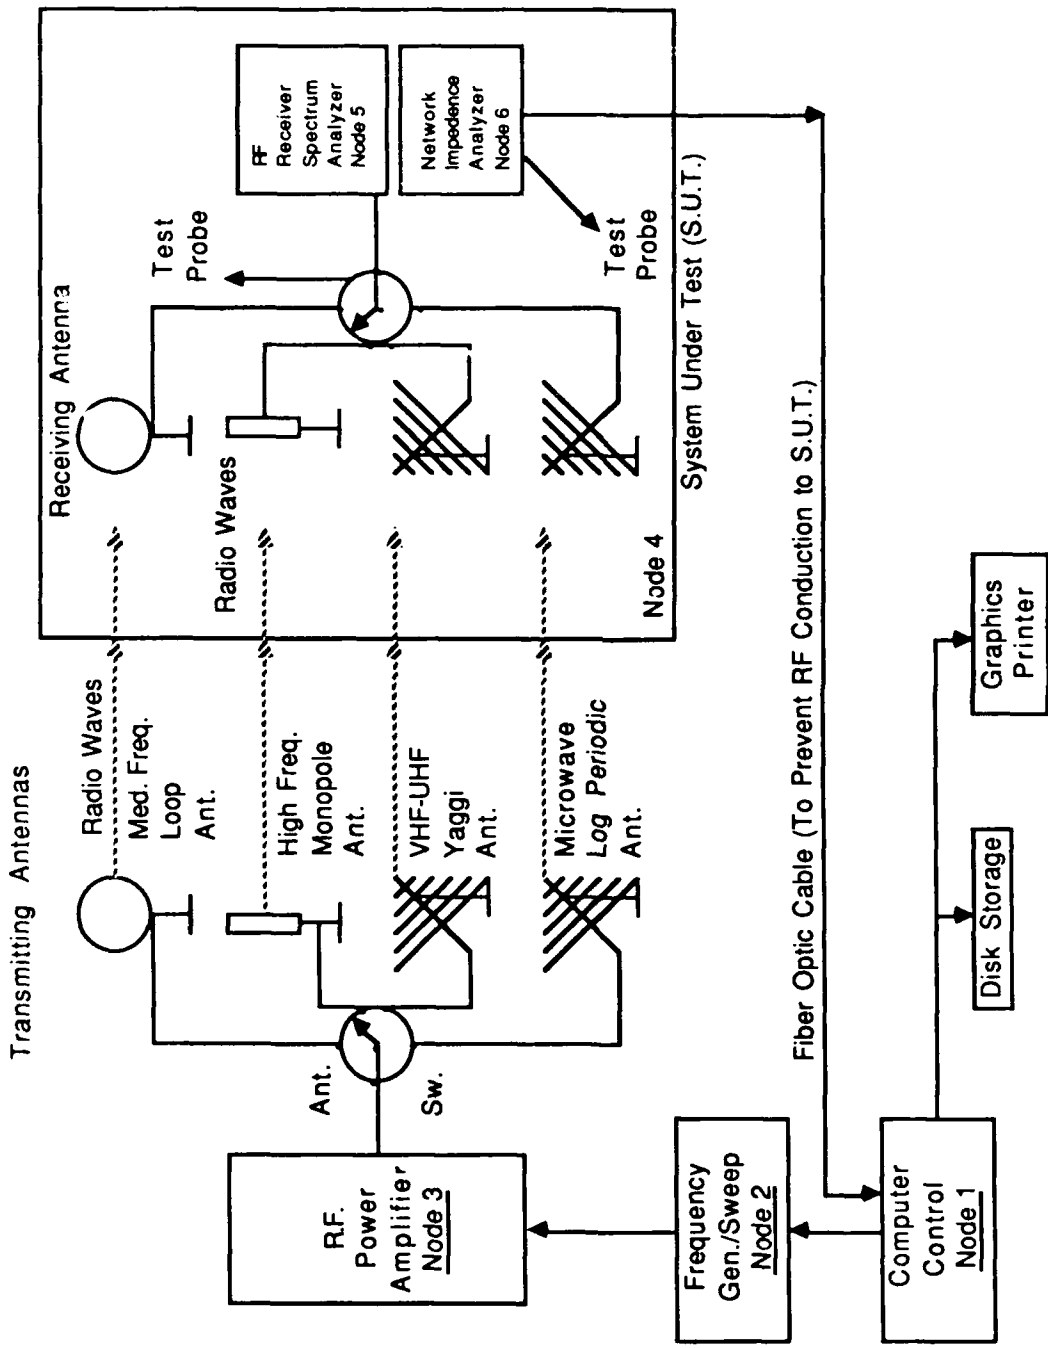 Transmitting Antennas
Radio Waves
Med. Freq.
Loop
Ant.
High Freq.
Monopole
Ant.
VHF-UHF
Yaggi
Ant.
Microwave
Log Periodic
Ant.
Ant.
Sw.
R.F.
Power
Amplifier
Node 3
Frequency
Gen./Sweep
Node 2
Computer
Control
Node 1
Receiving Antenna
Radio Waves
Test
Probe
RF
Receiver
Spectrum
Analyzer
Node 5
Network
Impedence
Analyzer
Node 6
Test
Probe
Node 4
System Under Test (S.U.T.)
Fiber Optic Cable (To Prevent RF Conduction to S.U.T.)
Disk Storage
Graphics
Printer